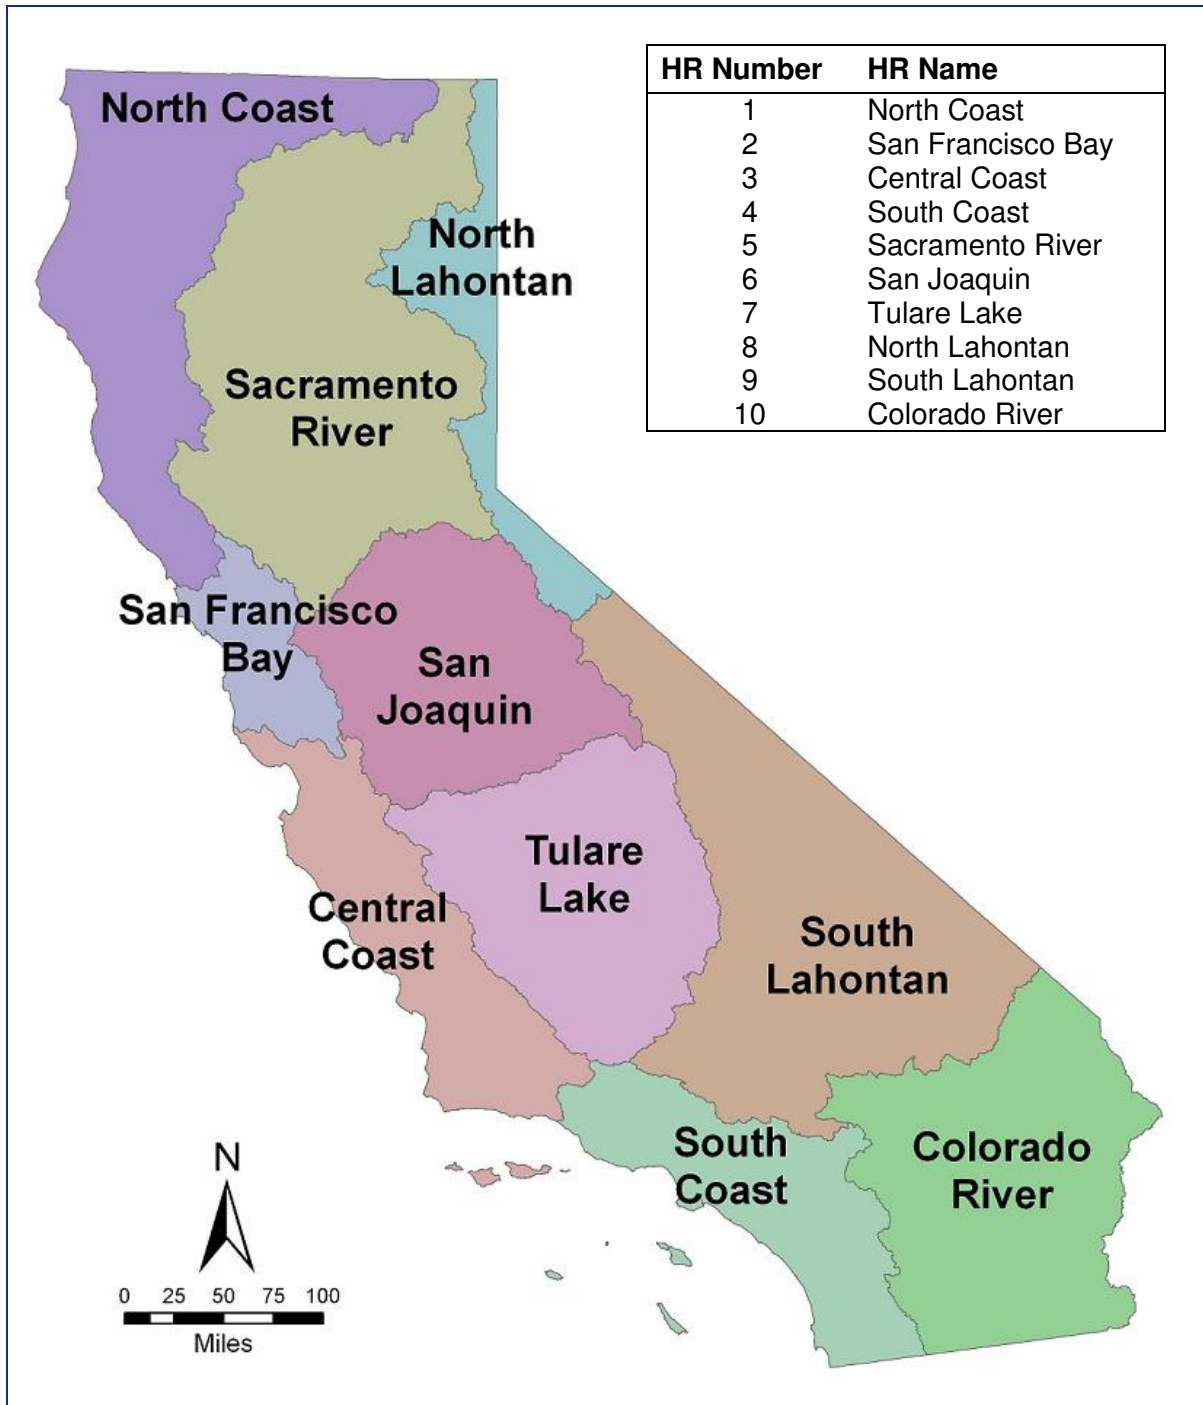 HR Number HR Name
1 North Coast
2 San Francisco Bay
3 Central Coast
4 South Coast
5 Sacramento River
6 San Joaquin
7 Tulare Lake
8 North Lahontan
9 South Lahontan
10 Colorado River
North Coast
North
Lahontan
Sacramento
River
San Francisco
Bay
San
Joaquin
Tulare
Lake
Central
Coast
South
Lahontan
South
Coast
Colorado
River
N
0 25 50 75 100
Miles